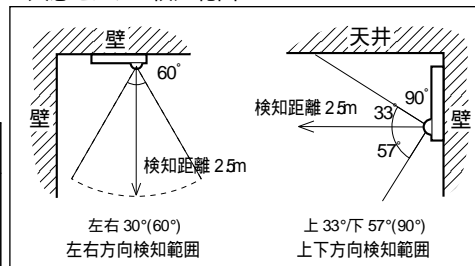 壁
60°
壁
検知距離 2.5m
左右 30°(60°)
左右方向検知範囲
天井
90°
検知距離 2.5m
33°
57°
壁
上 33°/下 57°(90°)
上下方向検知範囲